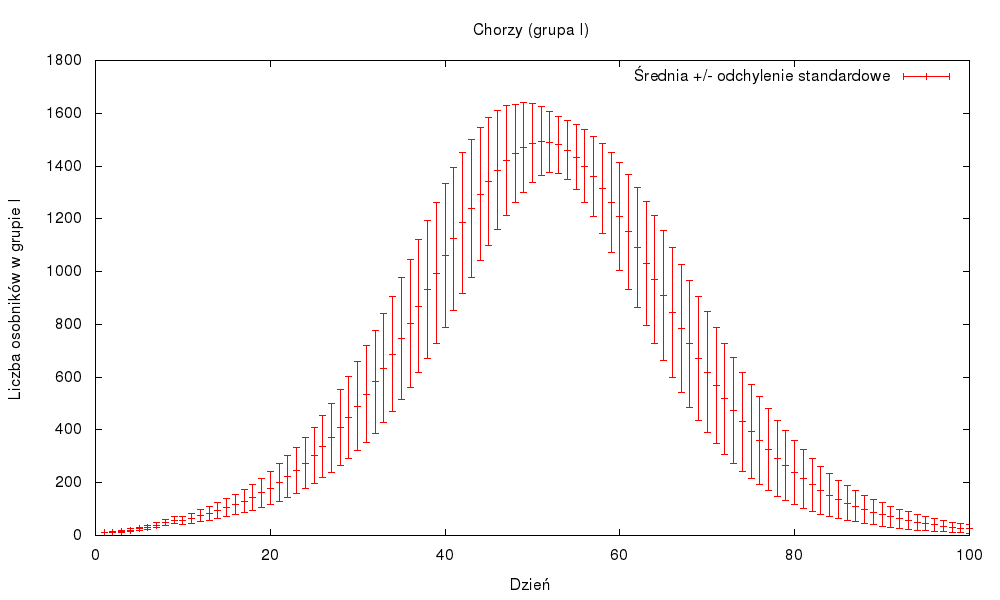 Chorzy (grupa I)
Średnia +/- odchylenie standardowe
1800
1600
1400
1200
1000
800
600
400
200
0
Liczba osobników w grupie I
0 20 40 60 80 100
Dzień